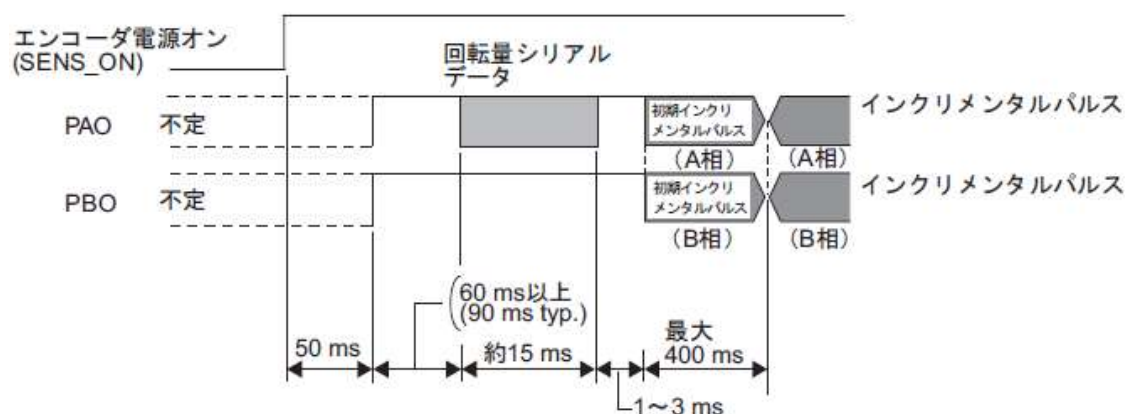 エンコーダ電源オン
(SENS_ON)
回転量シリアル
データ
PAO
不定
初期インクリ
メンタルパルス
インクリメンタルパルス
(A相)
(A相)
PBO
不定
初期インクリ
メンタルパルス
インクリメンタルパルス
(B相)
(B相)
60 ms以上
(90 ms typ.)
50 ms
約15 ms
最大
400 ms
1～3 ms